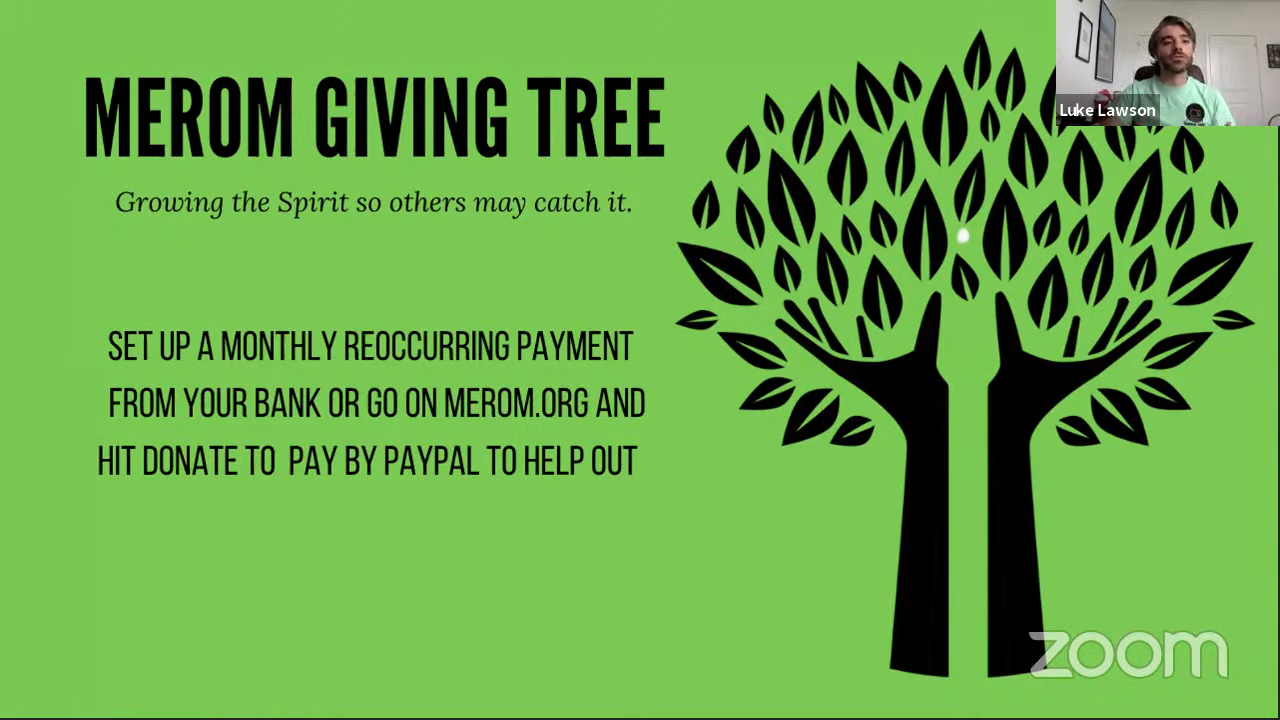 MEROM GIVING TREE
Growing the Spirit so others may catch it.
SET UP A MONTHLY REOCCURRING PAYMENT
FROM YOUR BANK OR GO ON MEROM.ORG AND
HIT DONATE TO PAY BY PAYPAL TO HELP OUT
Luke Lawson
zoom